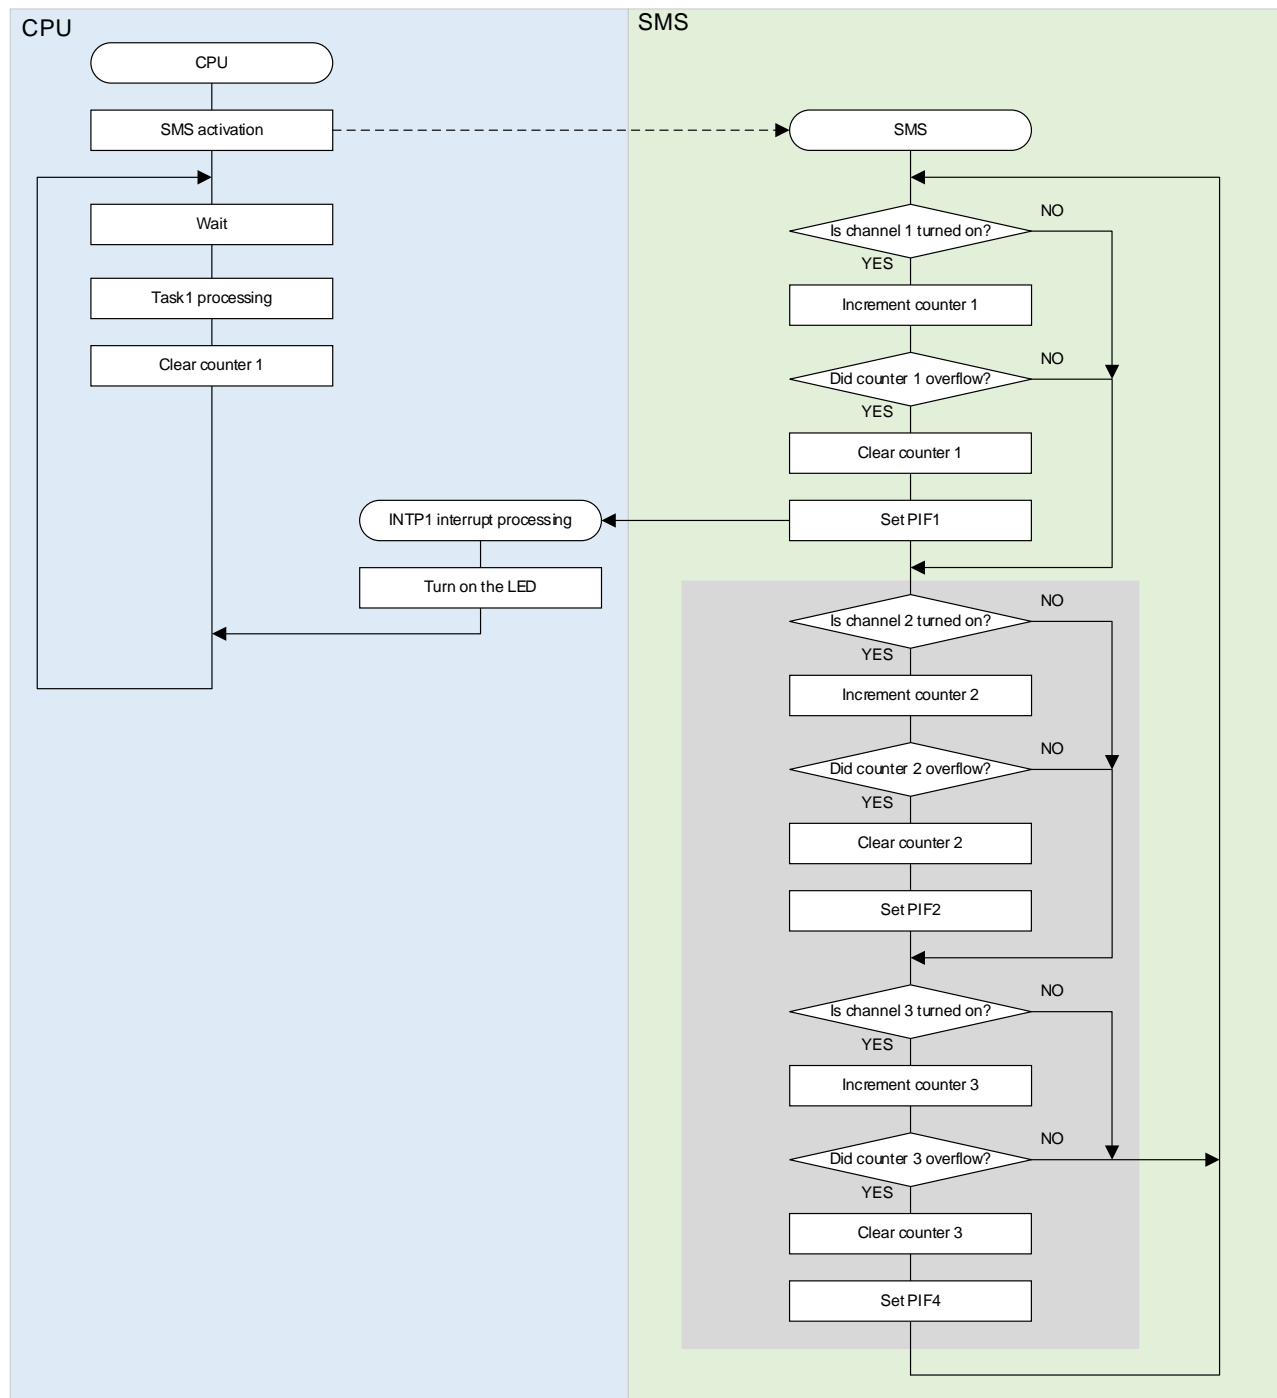 CPU
CPU
SMS activation
Wait
Task1 processing
Clear counter 1
INTP1 interrupt processing
Turn on the LED
SMS
SMS
Is channel 1 turned on?
NO
YES
Increment counter 1
Did counter 1 overflow?
NO
YES
Clear counter 1
Set PIF1
Is channel 2 turned on?
NO
YES
Increment counter 2
Did counter 2 overflow?
NO
YES
Clear counter 2
Set PIF2
Is channel 3 turned on?
NO
YES
Increment counter 3
Did counter 3 overflow?
NO
YES
Clear counter 3
Set PIF4